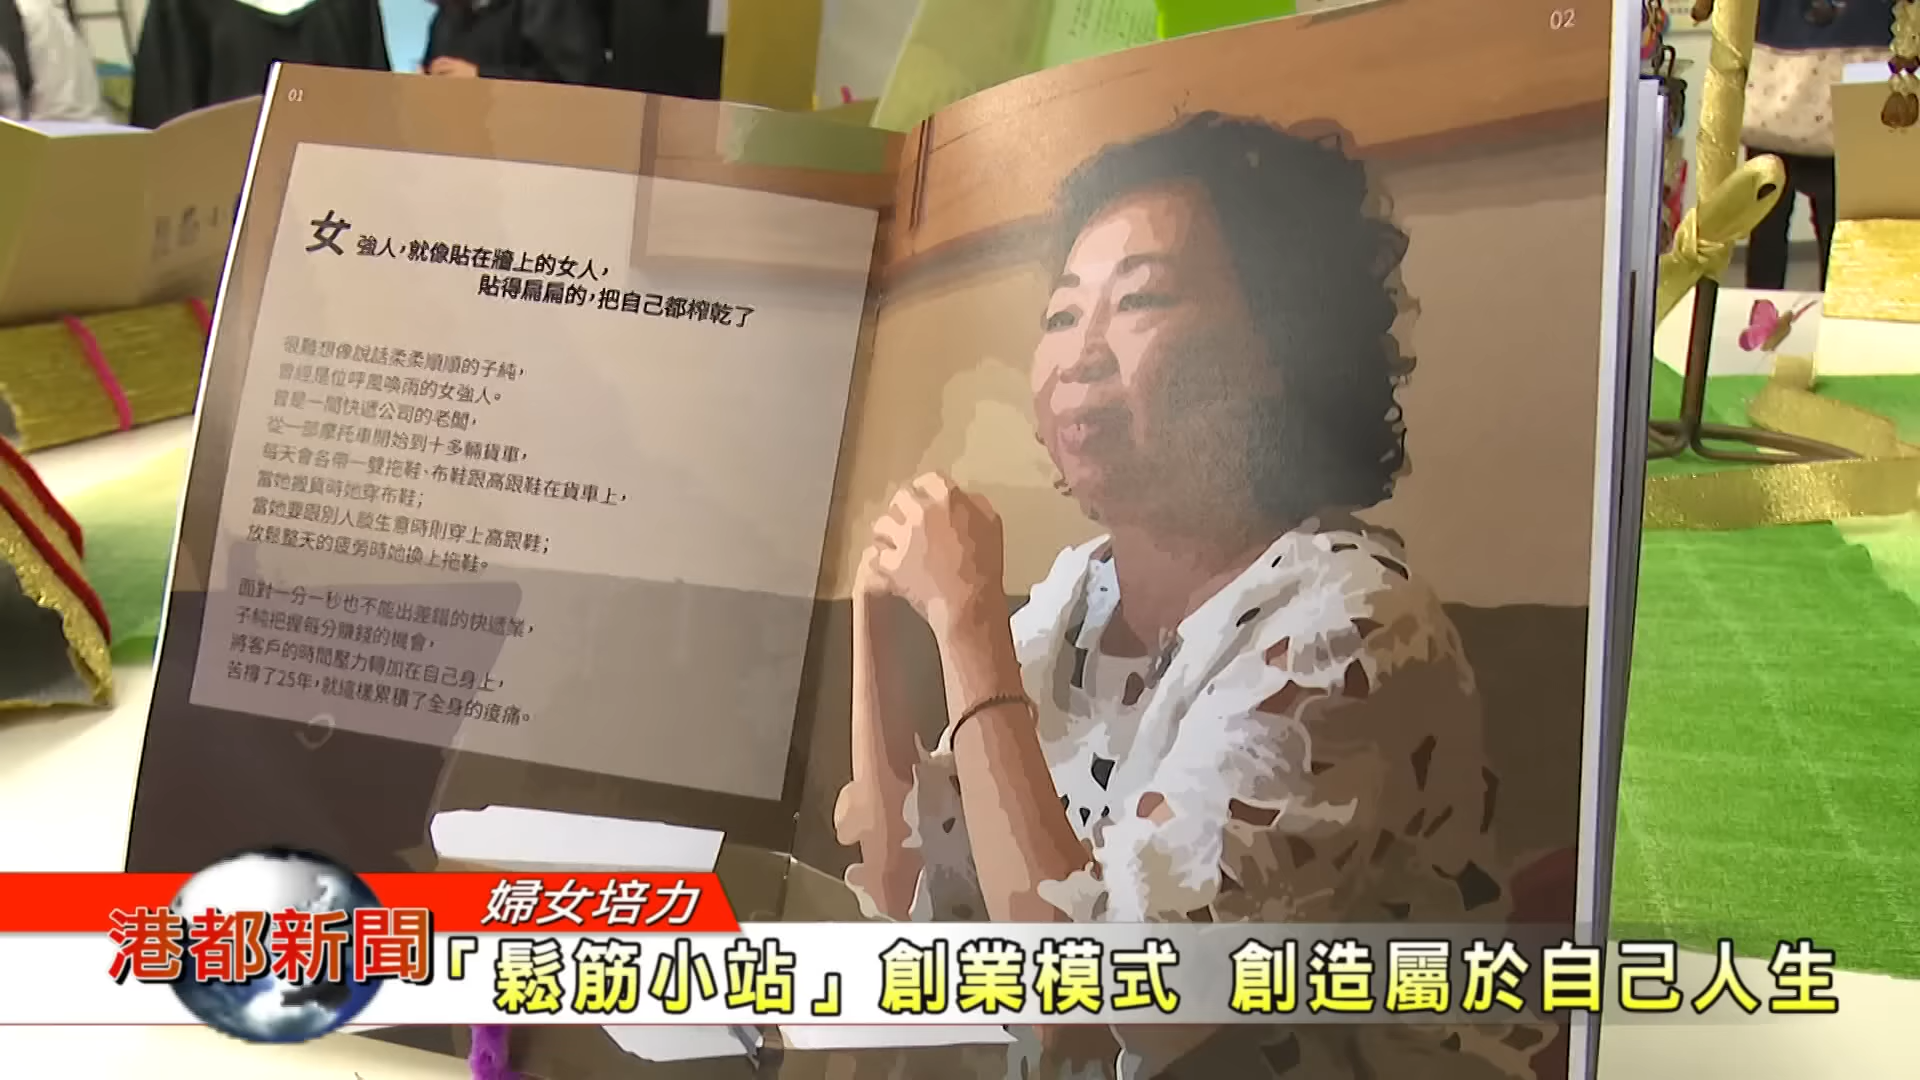 01
02
女強人，就像貼在牆上的女人，
貼得扁扁的，把自己都榨乾了
很難想像說話柔柔順順的子純，
曾經是位呼風喚雨的女強人。
曾是一間快遞公司的老闆，
從一部摩托車開始到十多輛貨車，
每天會各帶一雙拖鞋、布鞋跟高跟鞋在貨車上，
當她搬貨時她穿布鞋；
當她要跟別人談生意時則穿上高跟鞋；
放鬆整天的疲勞時她換上拖鞋。
面對一分一秒也不能出差錯的快遞業，
子純把握每分賺錢的機會，
將客戶的時間壓力轉加在自己身上，
苦撐了25年，就這樣累積了全身的痠痛。
婦女培力
港都新聞
「鬆筋小站」創業模式 創造屬於自己人生